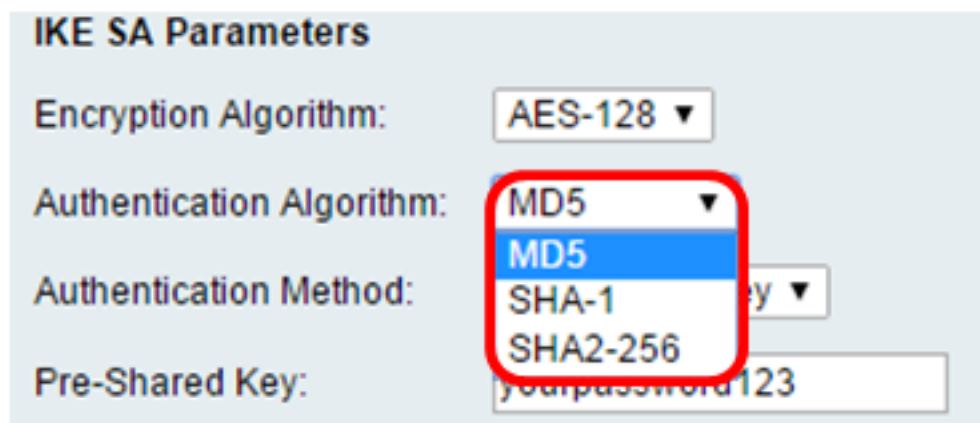 IKE SA Parameters
Encryption Algorithm: AES-128 ▼
Authentication Algorithm: MD5 ▼
MD5
Authentication Method: SHA-1 ey ▼
SHA2-256
Pre-Shared Key: yourpassword123